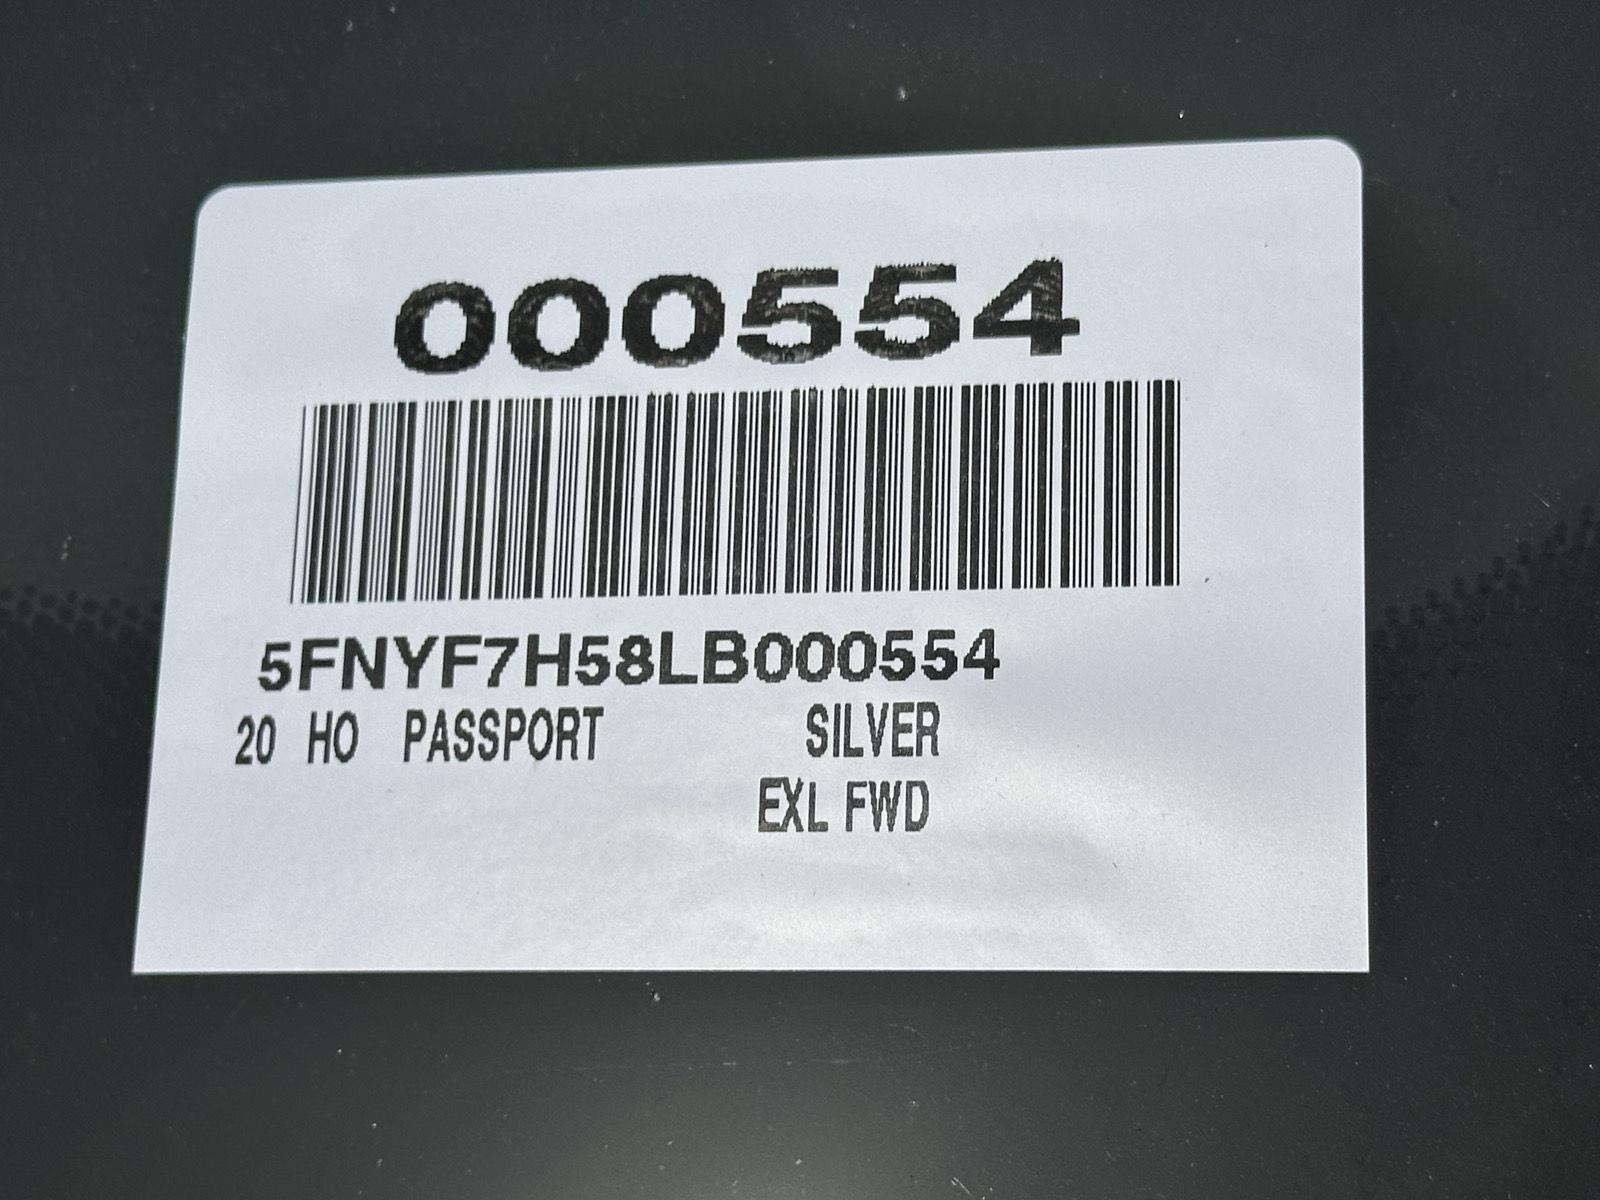 000554
5FNYF7H58LB000554
20 HO PASSPORT SILVER
EXL FWD